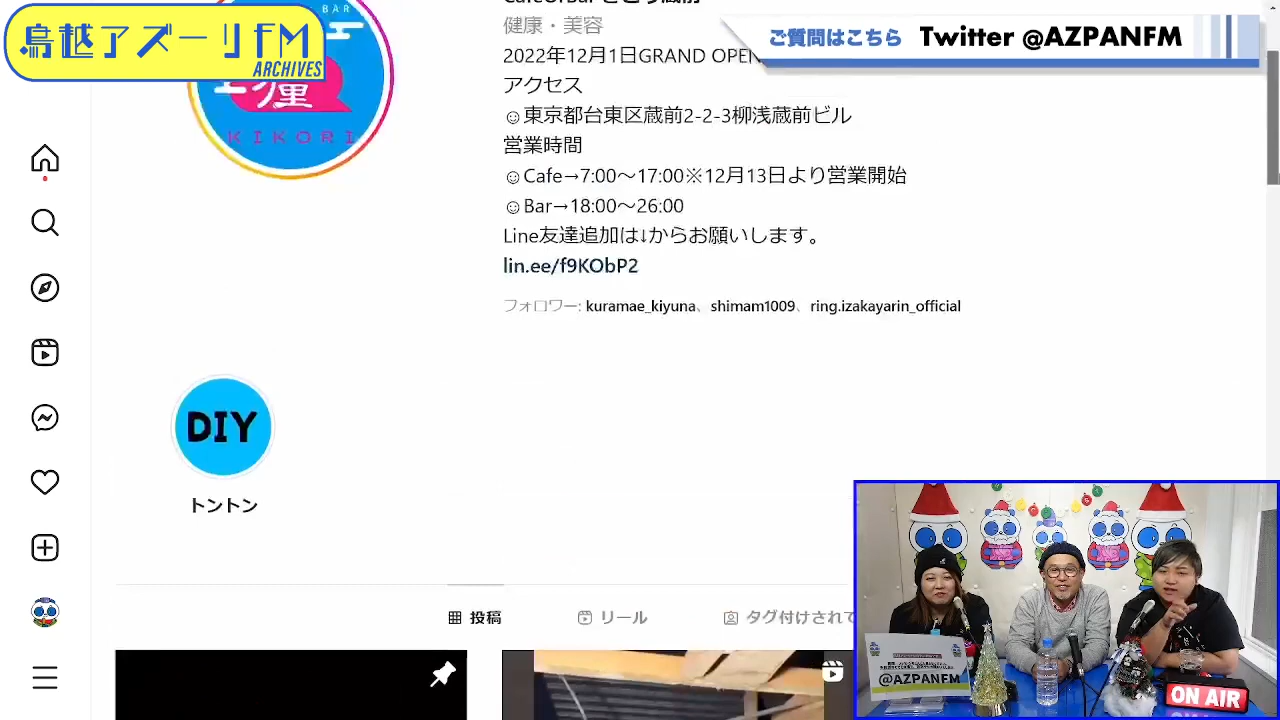 鳥越アズーリFM
ARCHIVES
ご質問はこちら Twitter @AZPANFM
BAR
KIKORI
健康・美容
2022年12月1日GRAND OPEN
アクセス
☺東京都台東区蔵前2-2-3柳浅蔵前ビル
営業時間
☺Cafe→7:00〜17:00※12月13日より営業開始
☺Bar→18:00〜26:00
Line友達追加は↓からお願いします。
lin.ee/f9KObP2
フォロワー: kuramae_kiyuna、shimam1009、ring.izakayarin_official
DIY
トントン
投稿
リール
タグ付けされて
@AZPANFM
ON AIR